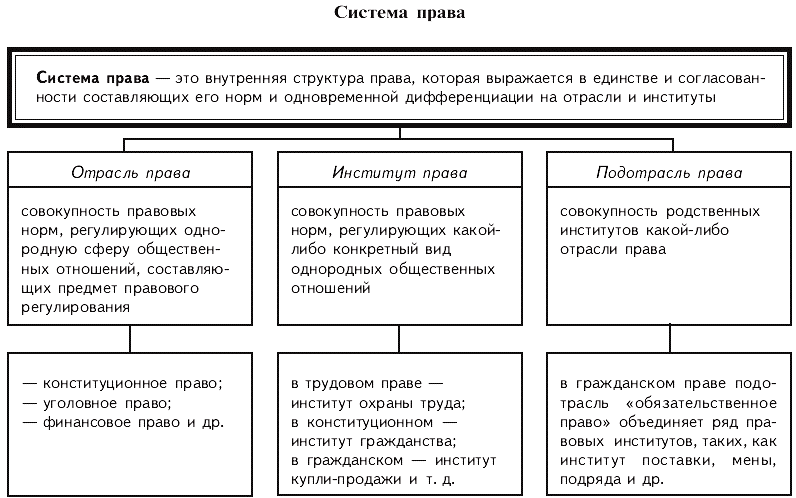 Система права
Система права — это внутренняя структура права, которая выражается в единстве и согласован-
ности составляющих его норм и одновременной дифференциации на отрасли и институты
Отрасль права
совокупность правовых
норм, регулирующих одно-
родную сферу обществен-
ных отношений, составляю-
щих предмет правового
регулирования
— конституционное право;
— уголовное право;
— финансовое право и др.
Институт права
совокупность правовых
норм, регулирующих какой-
либо конкретный вид
однородных общественных
отношений
в трудовом праве —
институт охраны труда;
в конституционном —
институт гражданства;
в гражданском — институт
купли-продажи и т. д.
Подотрасль права
совокупность родственных
институтов какой-либо
отрасли права
в гражданском праве подо-
трасль «обязательственное
право» объединяет ряд пра-
вовых институтов, таких, как
институт поставки, мены,
подряда и др.